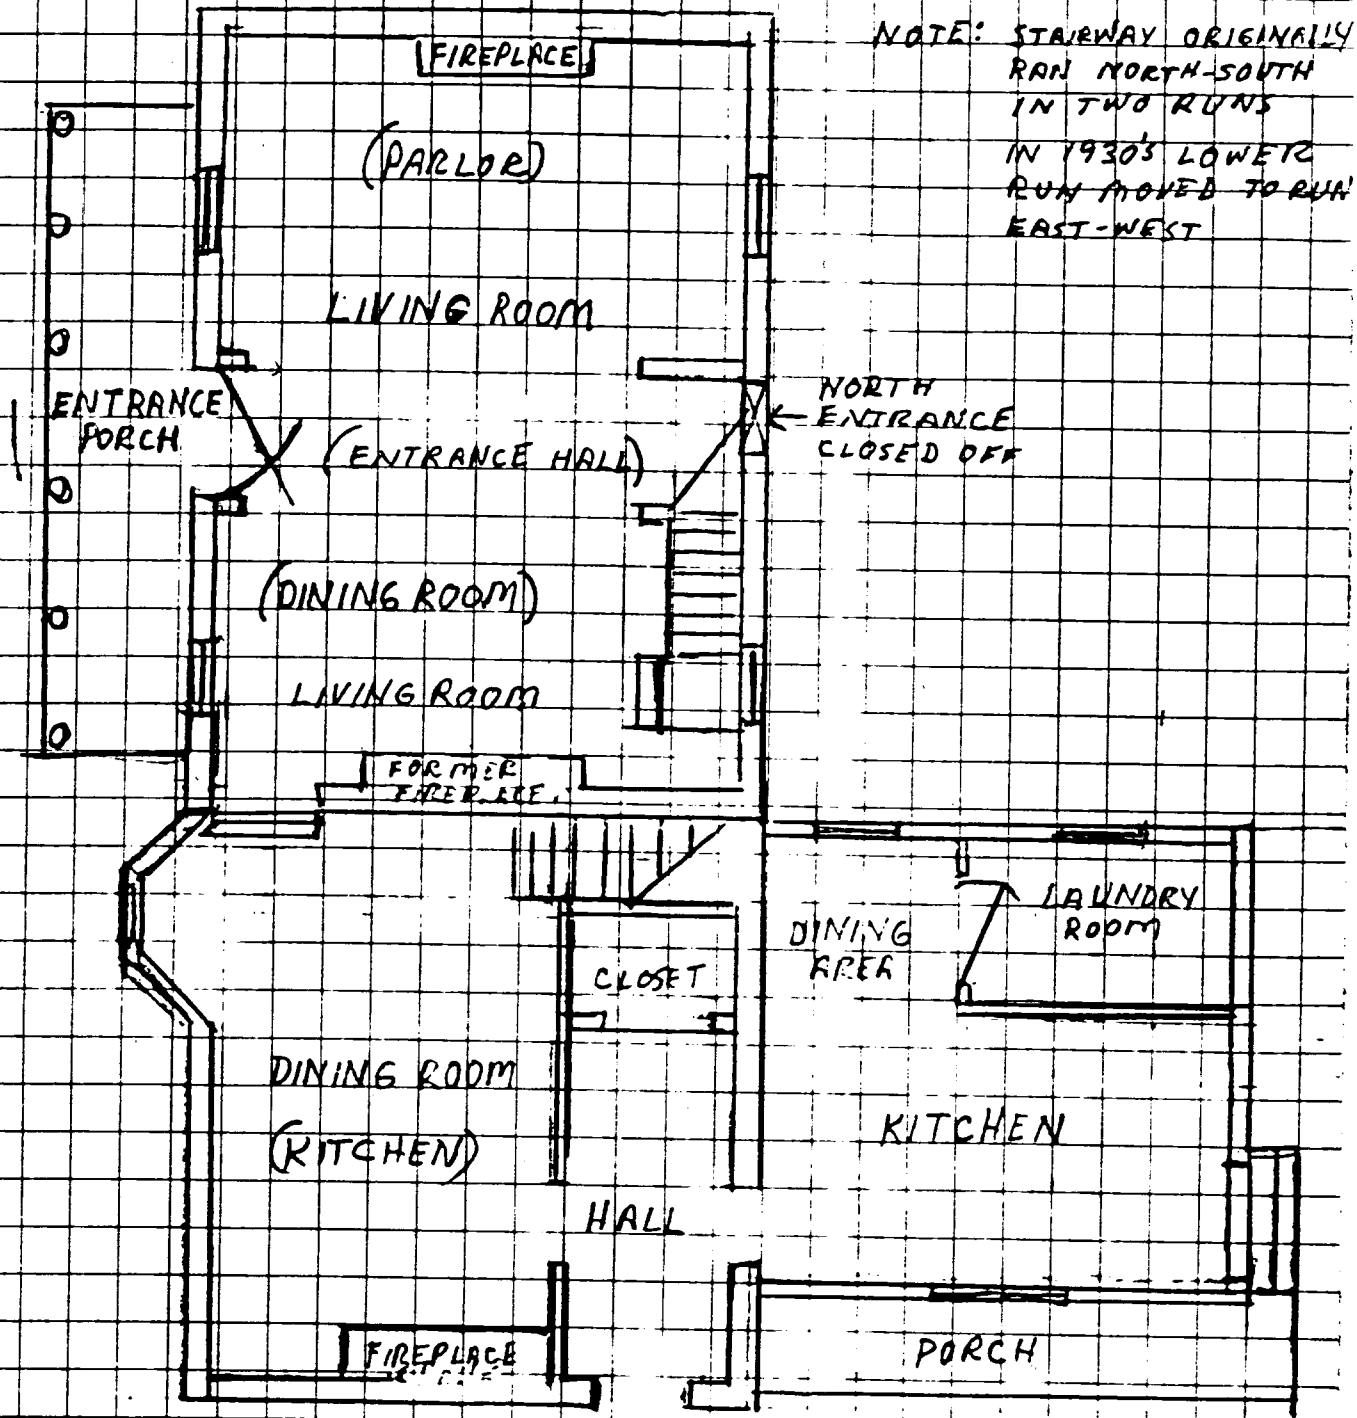 NOTE: STAIRWAY ORIGINALLY
RAN NORTH-SOUTH
IN TWO RUNS
IN 1930'S LOWER
RUN MOVED TO RUN
EAST-WEST
FIREPLACE
(PARLOR)
LIVING ROOM
ENTRANCE
PORCH
(ENTRANCE HALL)
NORTH
ENTRANCE
CLOSED OFF
(DINING ROOM)
LIVING ROOM
FORMER
FIREPLACE
DINING
AREA
LAUNDRY
ROOM
CLOSET
DINING ROOM
(KITCHEN)
KITCHEN
HALL
FIREPLACE
PORCH